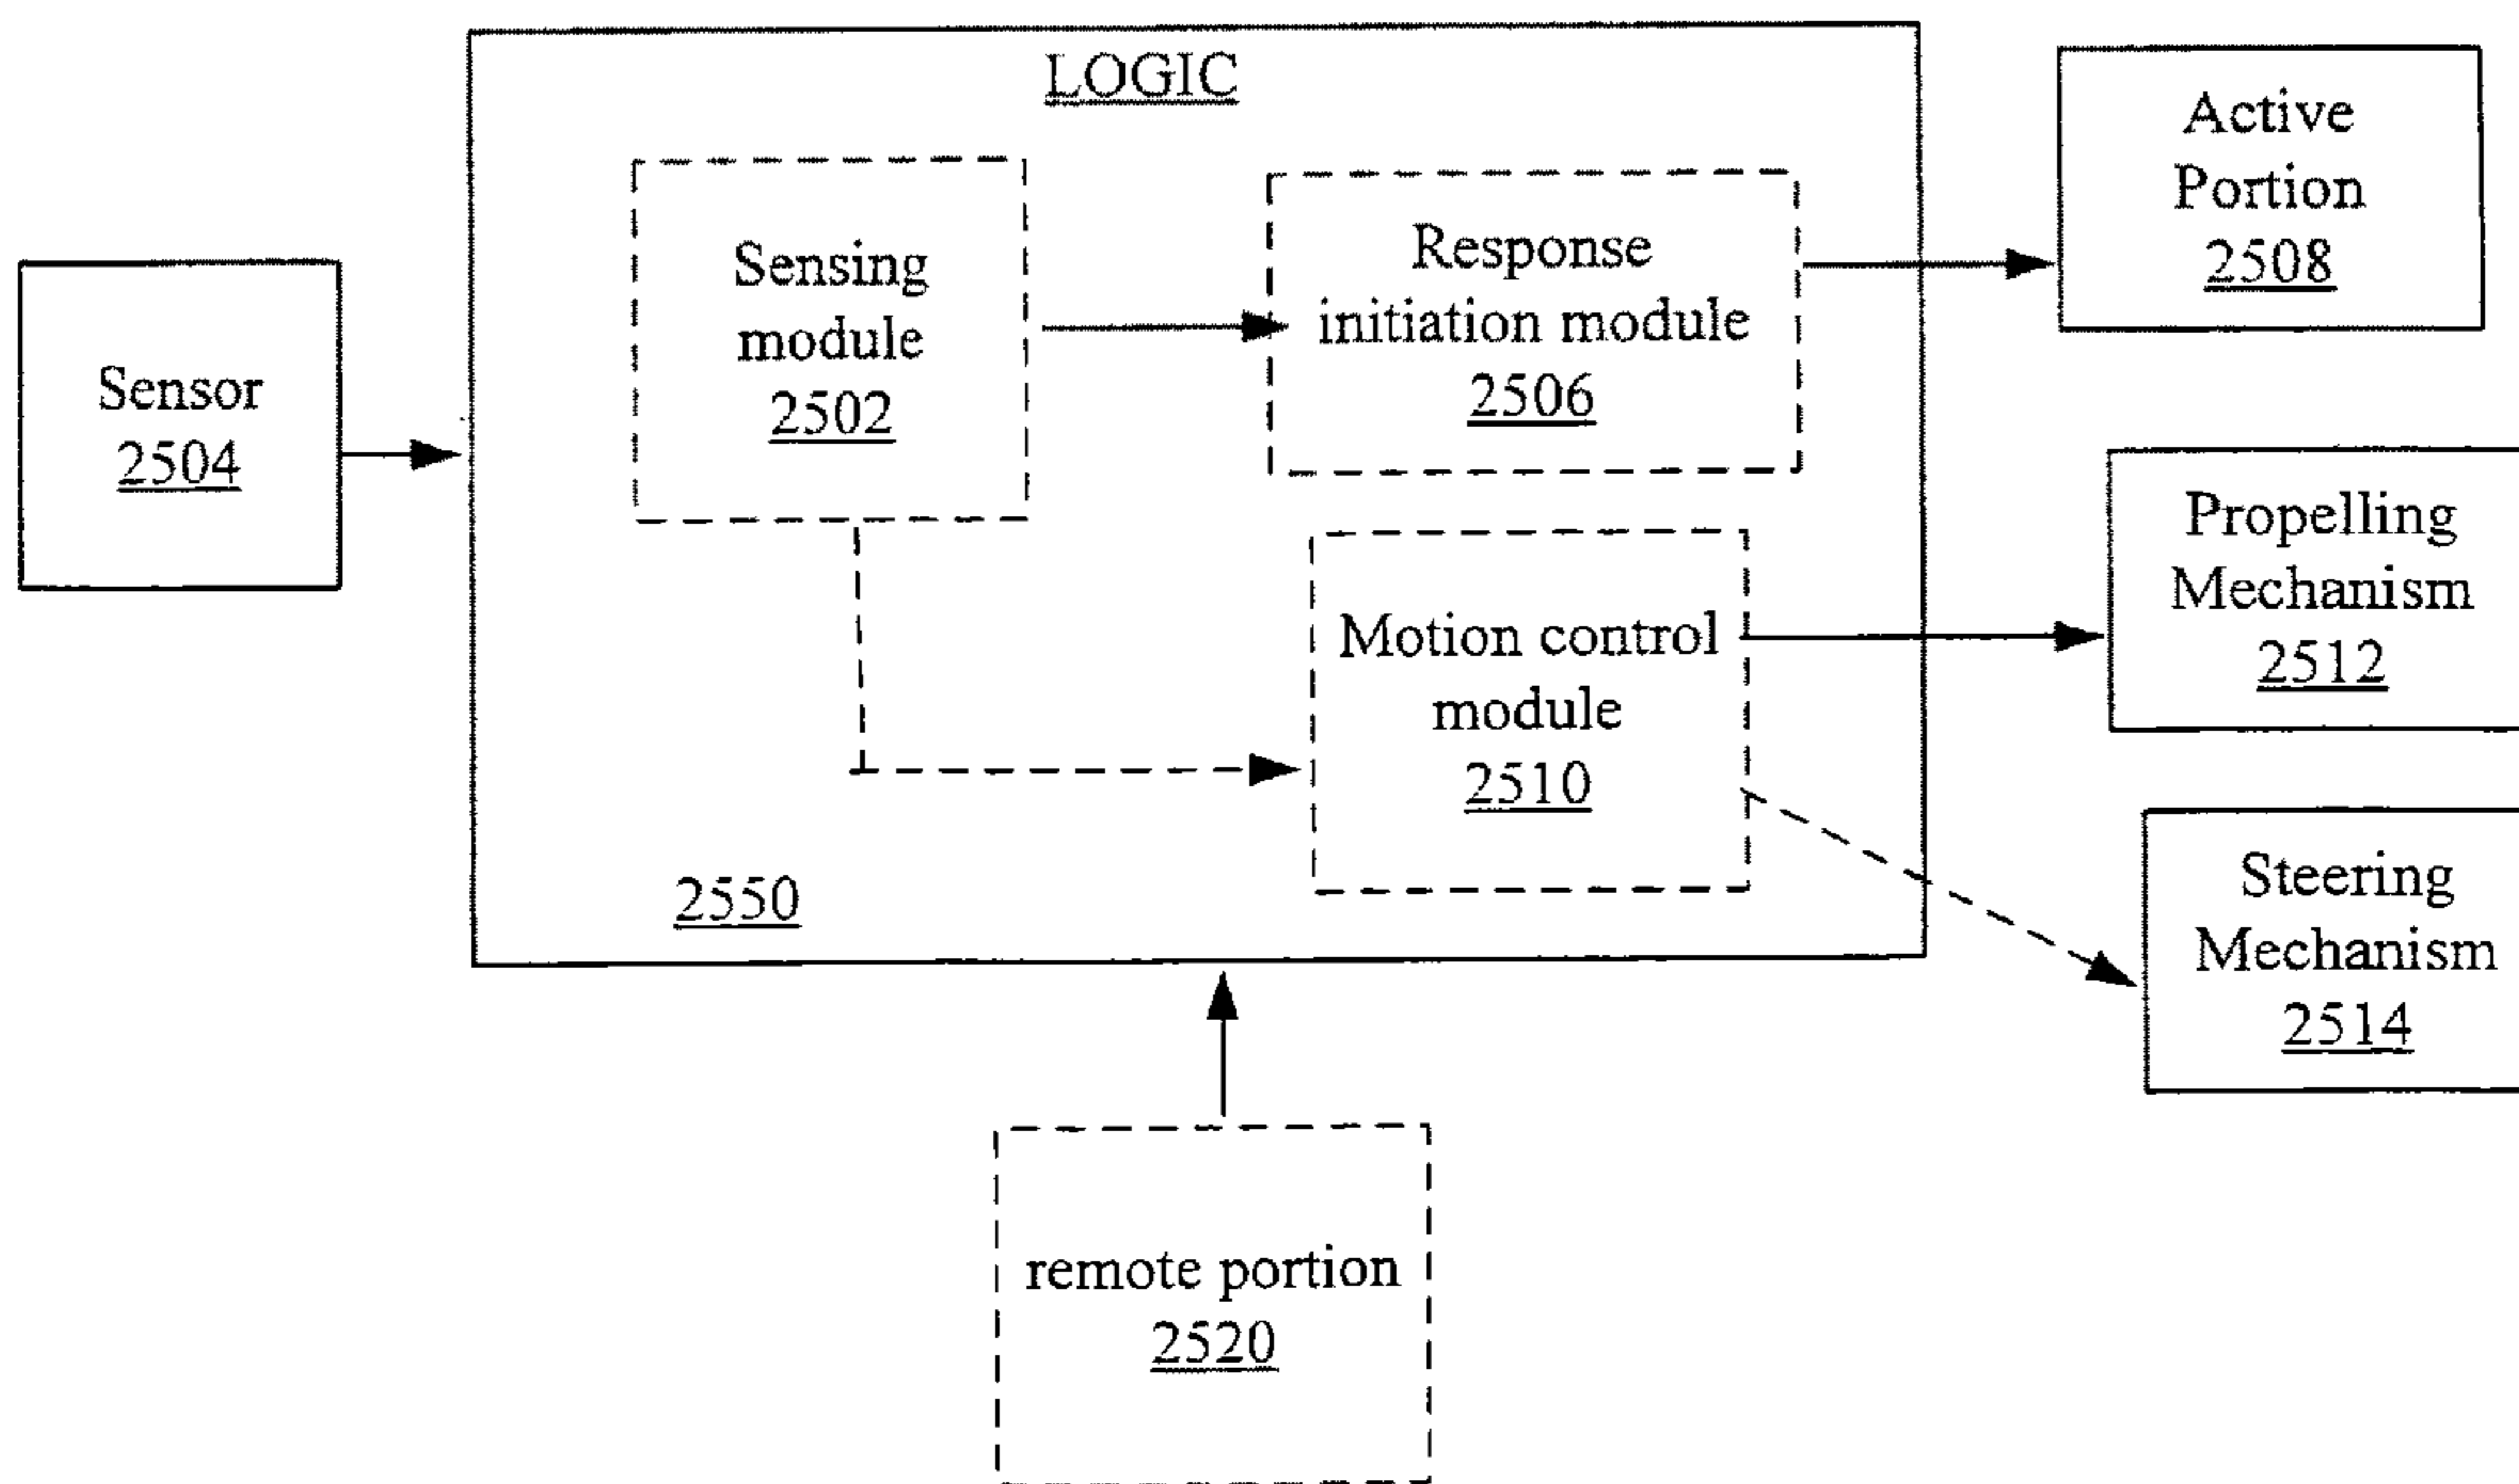 LOGIC
Sensor
2504
Sensing
module
2502
Response
initiation module
2506
Active
Portion
2508
Motion control
module
2510
Propelling
Mechanism
2512
Steering
Mechanism
2514
2550
remote portion
2520